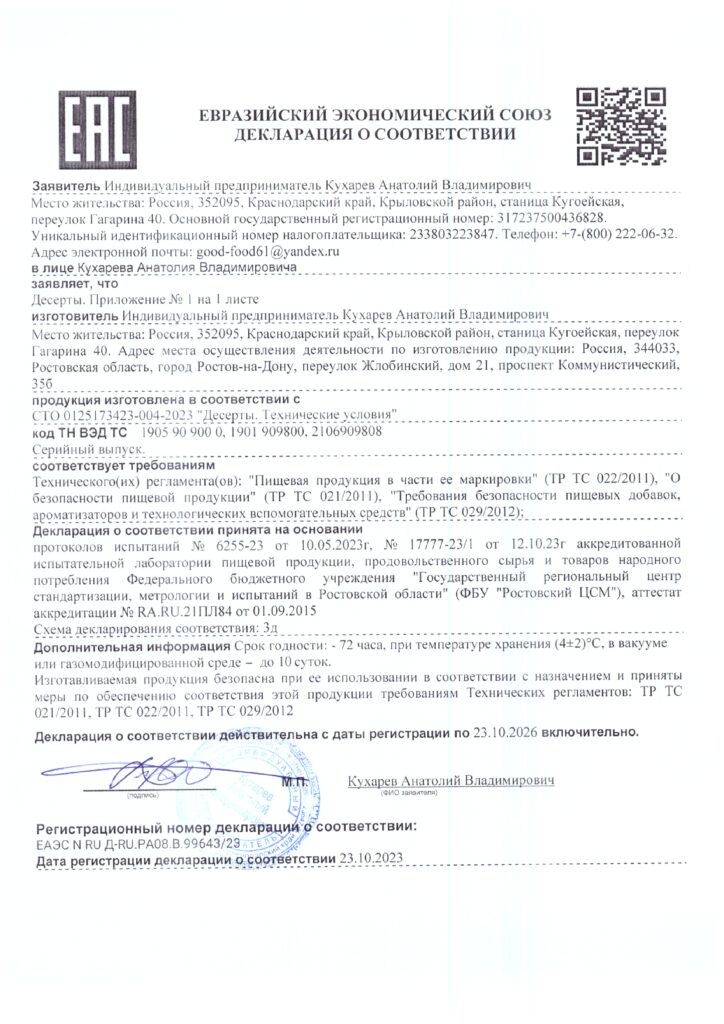 ЕАС
ЕВРАЗИЙСКИЙ ЭКОНОМИЧЕСКИЙ СОЮЗ
ДЕКЛАРАЦИЯ О СООТВЕТСТВИИ
Заявитель Индивидуальный предприниматель Кухарев Анатолий Владимирович
Место жительства: Россия, 352095, Краснодарский край, Крыловской район, станица Кугоейская,
переулок Гагарина 40. Основной государственный регистрационный номер: 317237500436828.
Уникальный идентификационный номер налогоплательщика: 233803223847. Телефон: +7-(800) 222-06-32.
Адрес электронной почты: good-food61@yandex.ru
в лице Кухарева Анатолия Владимировича
заявляет, что
Десерты. Приложение № 1 на 1 листе
изготовитель Индивидуальный предприниматель Кухарев Анатолий Владимирович
Место жительства: Россия, 352095, Краснодарский край, Крыловской район, станица Кугоейская, переулок
Гагарина 40. Адрес места осуществления деятельности по изготовлению продукции: Россия, 344033,
Ростовская область, город Ростов-на-Дону, переулок Жлобинский, дом 21, проспект Коммунистический,
35б
продукция изготовлена в соответствии с
СТО 0125173423-004-2023 "Десерты. Технические условия"
код ТН ВЭД ТС 1905 90 900 0, 1901 909800, 2106909808
Серийный выпуск.
соответствует требованиям
Технического(их) регламента(ов): "Пищевая продукция в части ее маркировки" (ТР ТС 022/2011), "О
безопасности пищевой продукции" (ТР ТС 021/2011), "Требования безопасности пищевых добавок,
ароматизаторов и технологических вспомогательных средств" (ТР ТС 029/2012);
Декларация о соответствии принята на основании
протоколов испытаний № 6255-23 от 10.05.2023г, № 17777-23/1 от 12.10.23г аккредитованной
испытательной лаборатории пищевой продукции, продовольственного сырья и товаров народного
потребления Федерального бюджетного учреждения "Государственный региональный центр
стандартизации, метрологии и испытаний в Ростовской области" (ФБУ "Ростовский ЦСМ"), аттестат
аккредитации № RA.RU.21ПЛ84 от 01.09.2015
Схема декларирования соответствия: 3д
Дополнительная информация Срок годности: - 72 часа, при температуре хранения (4±2)°С, в вакууме
или газомодифицированной среде – до 10 суток.
Изготавливаемая продукция безопасна при ее использовании в соответствии с назначением и приняты
меры по обеспечению соответствия этой продукции требованиям Технических регламентов: ТР ТС
021/2011, ТР ТС 022/2011, ТР ТС 029/2012
Декларация о соответствии действительна с даты регистрации по 23.10.2026 включительно.
М.П. Кухарев Анатолий Владимирович
(подпись) (ФИО заявителя)
Регистрационный номер декларации о соответствии:
ЕАЭС N RU Д-RU.РА08.В.99643/23
Дата регистрации декларации о соответствии 23.10.2023